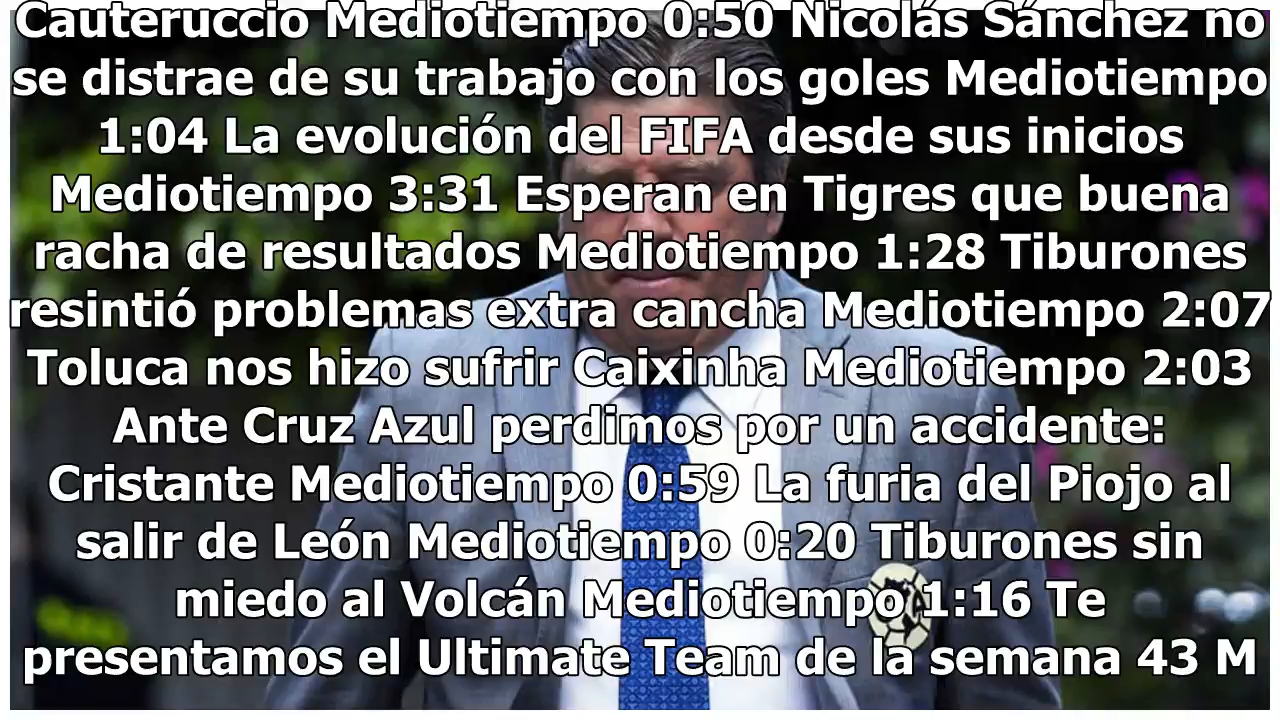 Cauteruccio Mediotiempo 0:50 Nicolás Sánchez no
se distrae de su trabajo con los goles Mediotiempo
1:04 La evolución del FIFA desde sus inicios
Mediotiempo 3:31 Esperan en Tigres que buena
racha de resultados Mediotiempo 1:28 Tiburones
resintió problemas extra cancha Mediotiempo 2:07
Toluca nos hizo sufrir Caixinha Mediotiempo 2:03
Ante Cruz Azul perdimos por un accidente:
Cristante Mediotiempo 0:59 La furia del Piojo al
salir de León Mediotiempo 0:20 Tiburones sin
miedo al Volcán Mediotiempo 1:16 Te
presentamos el Ultimate Team de la semana 43 M